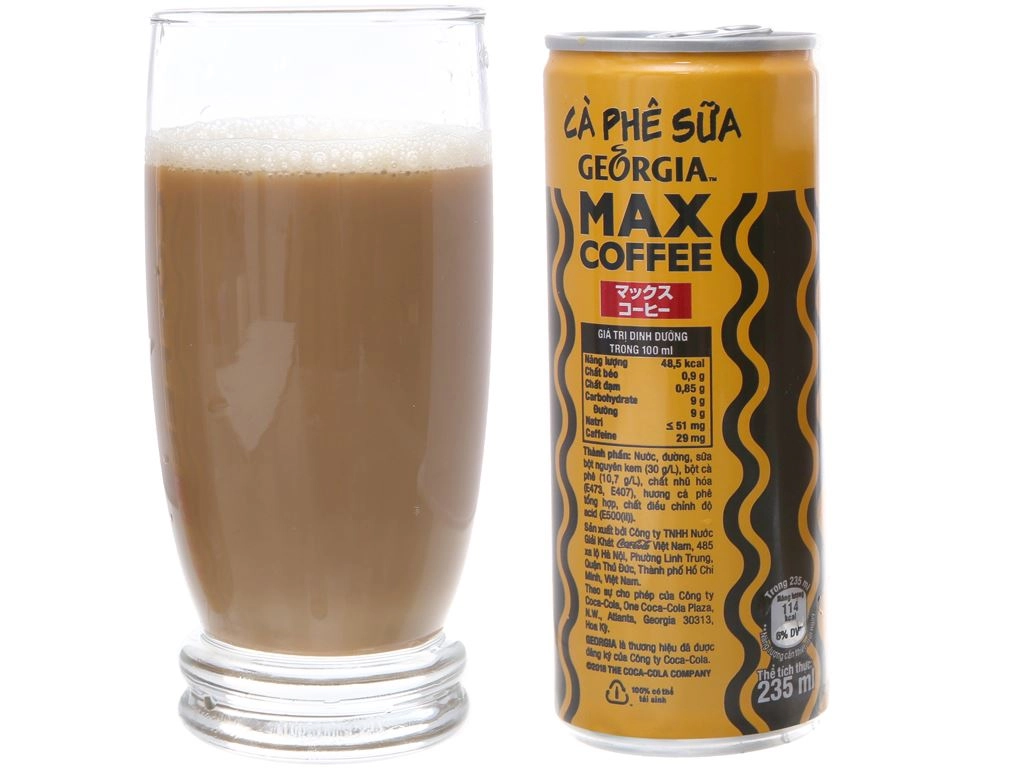 CÀ PHÊ SỮA
GEORGIA™
MAX
COFFEE
マックス
コーヒー
GIÁ TRỊ DINH DƯỠNG
TRONG 100 ml
Năng lượng 48,5 kcal
Chất béo 0,9 g
Chất đạm 0,85 g
Carbohydrate 9 g
Đường 9 g
Natri ≤ 51 mg
Caffeine 29 mg
Thành phần: Nước, đường, sữa
bột nguyên kem (30 g/L), bột cà
phê (10,7 g/L), chất nhũ hóa
(E473, E407), hương cà phê
tổng hợp, chất điều chỉnh độ
acid (E500(ii)).
Sản xuất bởi Công ty TNHH Nước
Giải Khát Coca-Cola Việt Nam, 485
xa lộ Hà Nội, Phường Linh Trung,
Quận Thủ Đức, Thành phố Hồ Chí
Minh, Việt Nam.
Theo sự cho phép của Công ty
Coca-Cola, One Coca-Cola Plaza,
N.W., Atlanta, Georgia 30313,
Hoa Kỳ.
GEORGIA là thương hiệu đã được
đăng ký của Công ty Coca-Cola.
©2018 THE COCA-COLA COMPANY
100% có thể
tái sinh
Trong 235 ml
Năng lượng
114
kcal
6% DV*
Thể tích thực:
235 ml